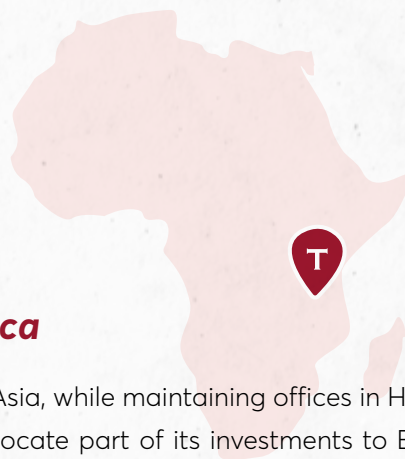 T
ca
Asia, while maintaining offices in H
ocate part of its investments to E